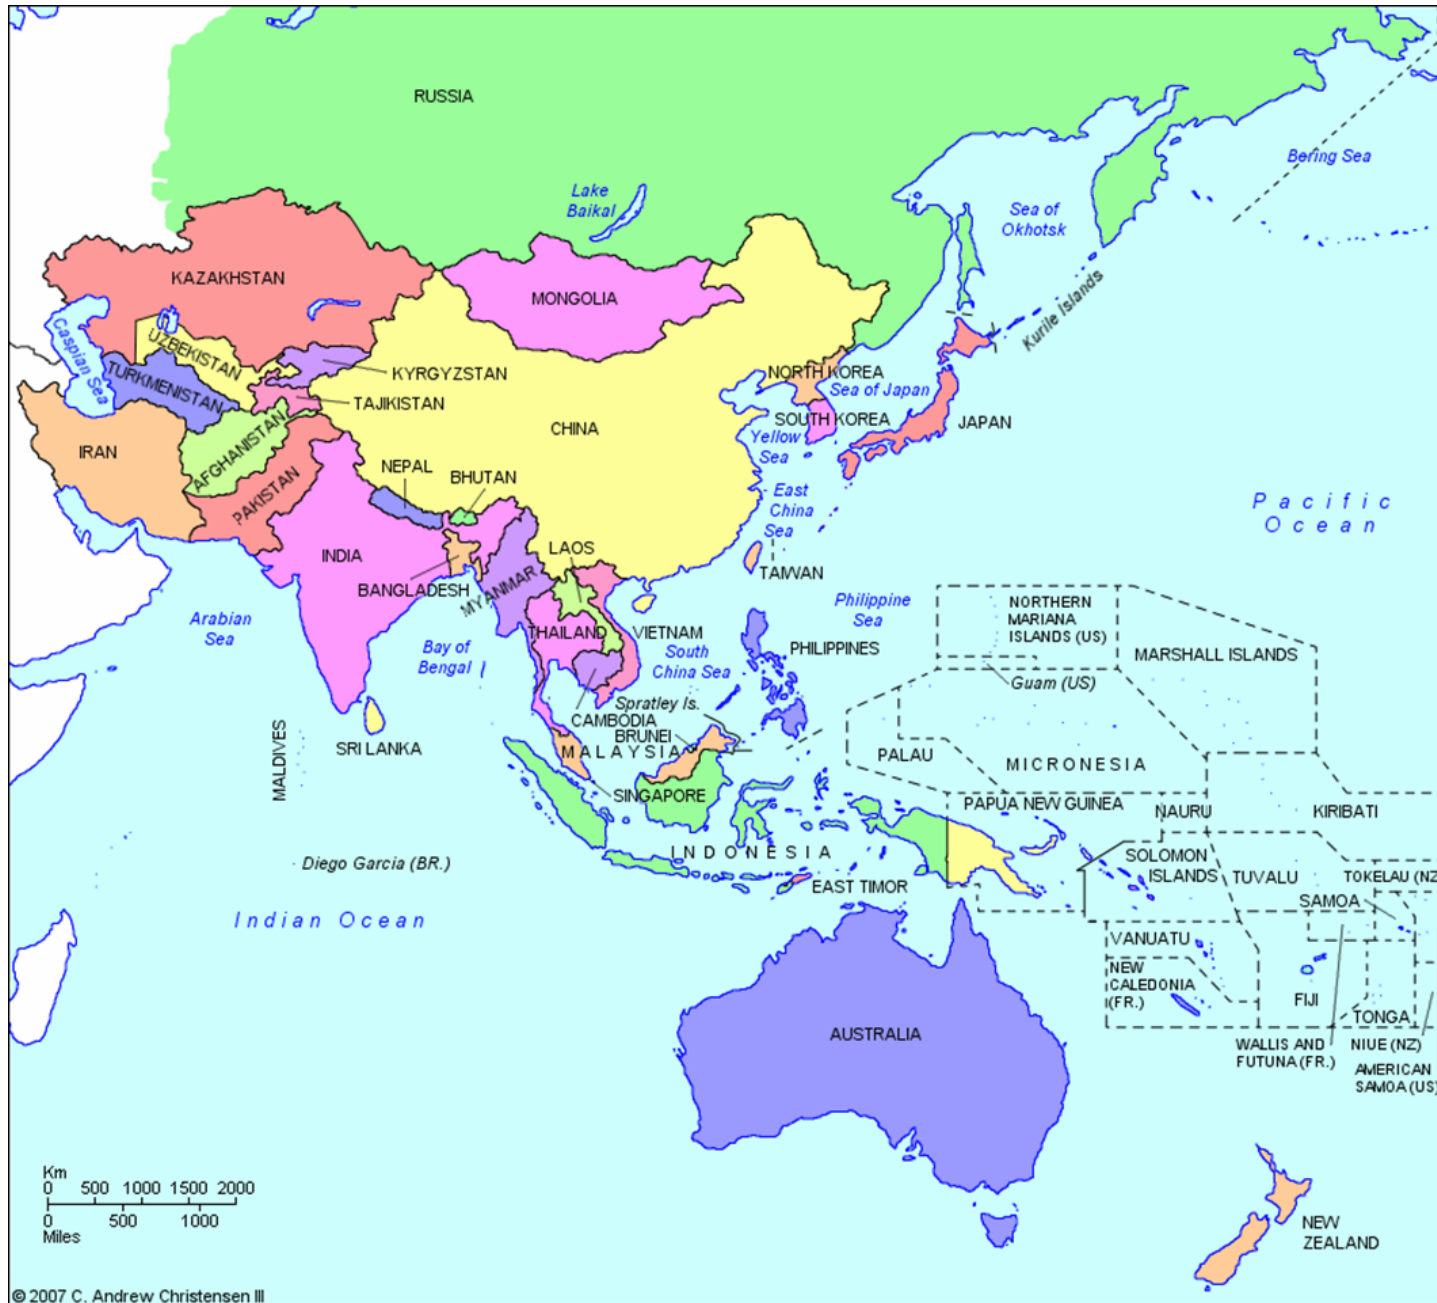 RUSSIA
Bering Sea
Lake
Baikal
Sea of
Okhotsk
KAZAKHSTAN
MONGOLIA
Kurile Islands
Caspian Sea
UZBEKISTAN
TURKMENISTAN
KYRGYZSTAN
TAJIKISTAN
NORTH KOREA
Sea of Japan
SOUTH KOREA
JAPAN
CHINA
Yellow
Sea
IRAN
AFGHANISTAN
PAKISTAN
NEPAL
BHUTAN
East
China
Sea
Pacific
Ocean
INDIA
LAOS
TAIWAN
BANGLADESH
MYANMAR
Arabian
Sea
Philippine
Sea
NORTHERN
MARIANA
ISLANDS (US)
Bay of
Bengal
THAILAND
VIETNAM
South
China Sea
PHILIPPINES
MARSHALL ISLANDS
Guam (US)
Spratley Is.
CAMBODIA
BRUNEI
MALDIVES
SRI LANKA
MALAYSIA
PALAU
MICRONESIA
SINGAPORE
PAPUA NEW GUINEA
NAURU
KIRIBATI
INDONESIA
Diego Garcia (BR.)
EAST TIMOR
SOLOMON
ISLANDS
TUVALU
TOKELAU (NZ
SAMOA
Indian Ocean
VANUATU
NEW
CALEDONIA
(FR.)
FIJI
TONGA
AUSTRALIA
WALLIS AND
FUTUNA (FR.)
NIUE (NZ)
AMERICAN
SAMOA (US)
Km
0 500 1000 1500 2000
0 500 1000
Miles
NEW
ZEALAND
© 2007 C. Andrew Christensen III